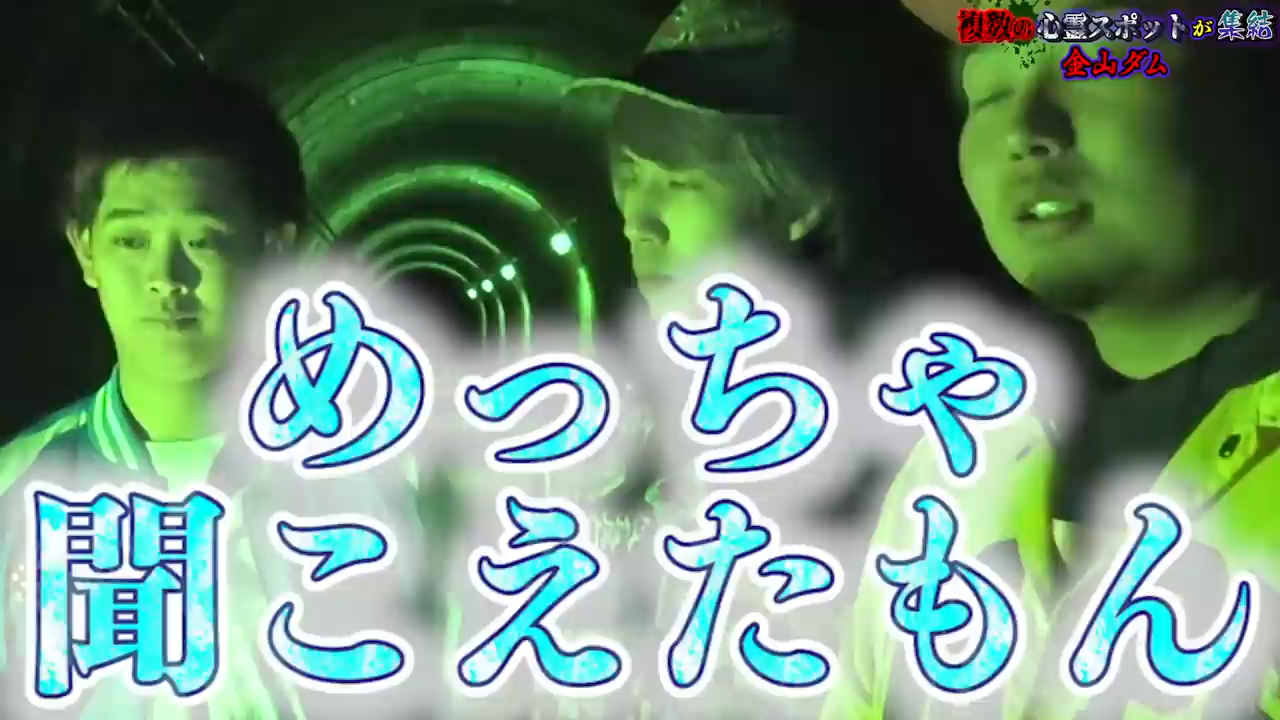 複数の心霊スポットが集結
金山ダム
めっちゃ
聞こえたもん